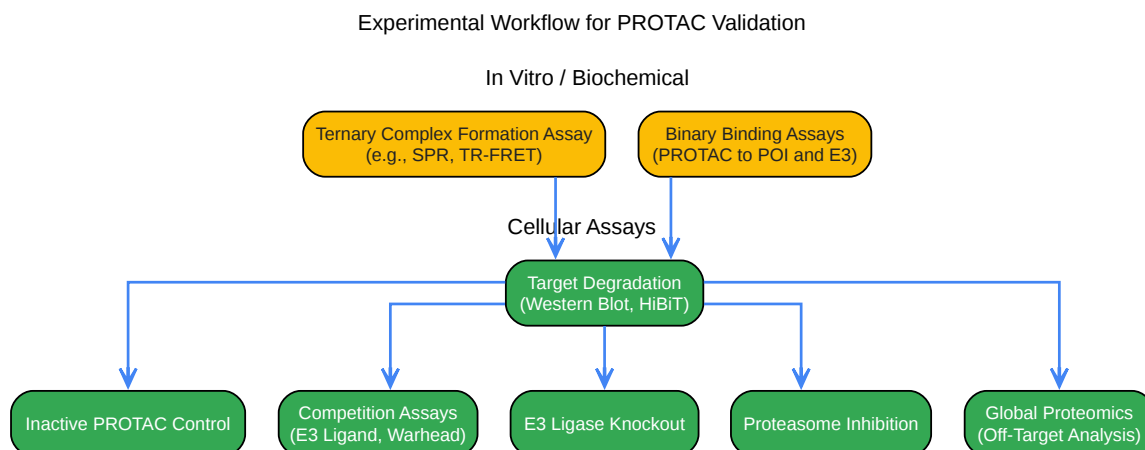 Experimental Workflow for PROTAC Validation
In Vitro / Biochemical
Ternary Complex Formation Assay
(e.g., SPR, TR-FRET)
Binary Binding Assays
(PROTAC to POI and E3)
Cellular Assays
Target Degradation
(Western Blot, HiBiT)
Inactive PROTAC Control
Competition Assays
(E3 Ligand, Warhead)
E3 Ligase Knockout
Proteasome Inhibition
Global Proteomics
(Off-Target Analysis)